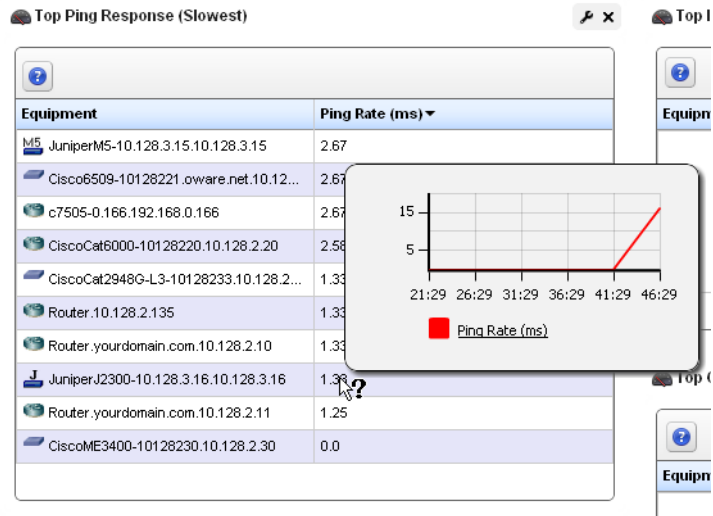 Top Ping Response (Slowest)
Equipment Ping Rate (ms)
M5 JuniperM5-10.128.3.15.10.128.3.15 2.67
Cisco6509-10128221.oware.net.10.12... 2.67
c7505-0.166.192.168.0.166 2.67
CiscoCat6000-10128220.10.128.2.20 2.58
CiscoCat2948G-L3-10128233.10.128.2... 1.33
Router.10.128.2.135 1.33
Router.yourdomain.com.10.128.2.10 1.33
J JuniperJ2300-10.128.3.16.10.128.3.16 1.33
Router.yourdomain.com.10.128.2.11 1.25
CiscoME3400-10128230.10.128.2.30 0.0
15
5
21:29 26:29 31:29 36:29 41:29 46:29
Ping Rate (ms)
Top
Top